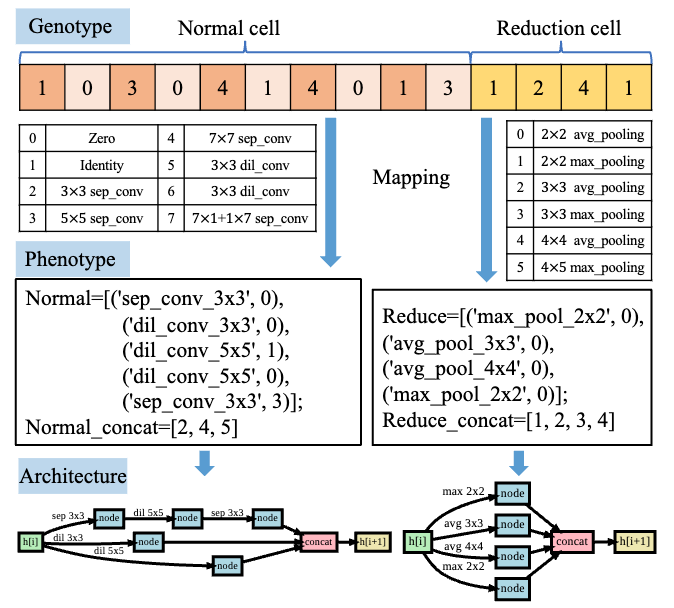 Genotype
Normal cell
Reduction cell
1 0 3 0 4 1 4 0 1 3 1 2 4 1
0 Zero 4 7×7 sep_conv
1 Identity 5 3×3 dil_conv
2 3×3 sep_conv 6 3×3 dil_conv
3 5×5 sep_conv 7 7×1+1×7 sep_conv
Mapping
0 2×2 avg_pooling
1 2×2 max_pooling
2 3×3 avg_pooling
3 3×3 max_pooling
4 4×4 avg_pooling
5 4×5 max_pooling
Phenotype
Normal=[('sep_conv_3x3', 0),
('dil_conv_3x3', 0),
('dil_conv_5x5', 1),
('dil_conv_5x5', 0),
('sep_conv_3x3', 3)];
Normal_concat=[2, 4, 5]
Reduce=[('max_pool_2x2', 0),
('avg_pool_3x3', 0),
('avg_pool_4x4', 0),
('max_pool_2x2', 0)];
Reduce_concat=[1, 2, 3, 4]
Architecture
sep 3x3 node dil 5x5 node sep 3x3 node
h[i] dil 3x3 node concat h[i+1]
dil 5x5 node
max 2x2 node
avg 3x3 node
h[i] concat h[i+1]
avg 4x4 node
max 2x2 node